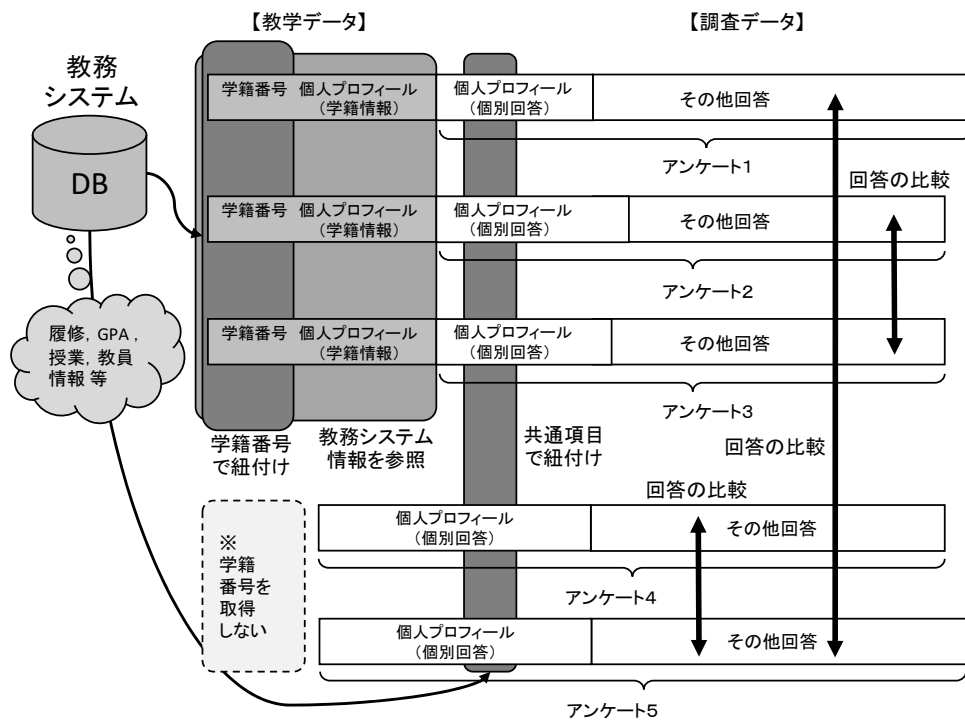 【教学データ】
【調査データ】
教務
システム
DB
履修, GPA ,
授業, 教員
情報 等
学籍番号 個人プロフィール
(学籍情報)
個人プロフィール
(個別回答)
その他回答
アンケート1
回答の比較
学籍番号 個人プロフィール
(学籍情報)
個人プロフィール
(個別回答)
その他回答
アンケート2
学籍番号 個人プロフィール
(学籍情報)
個人プロフィール
(個別回答)
その他回答
アンケート3
学籍番号
で紐付け
教務システム
情報を参照
共通項目
で紐付け
回答の比較
回答の比較
※
学籍
番号を
取得
しない
個人プロフィール
(個別回答)
その他回答
アンケート4
個人プロフィール
(個別回答)
その他回答
アンケート5